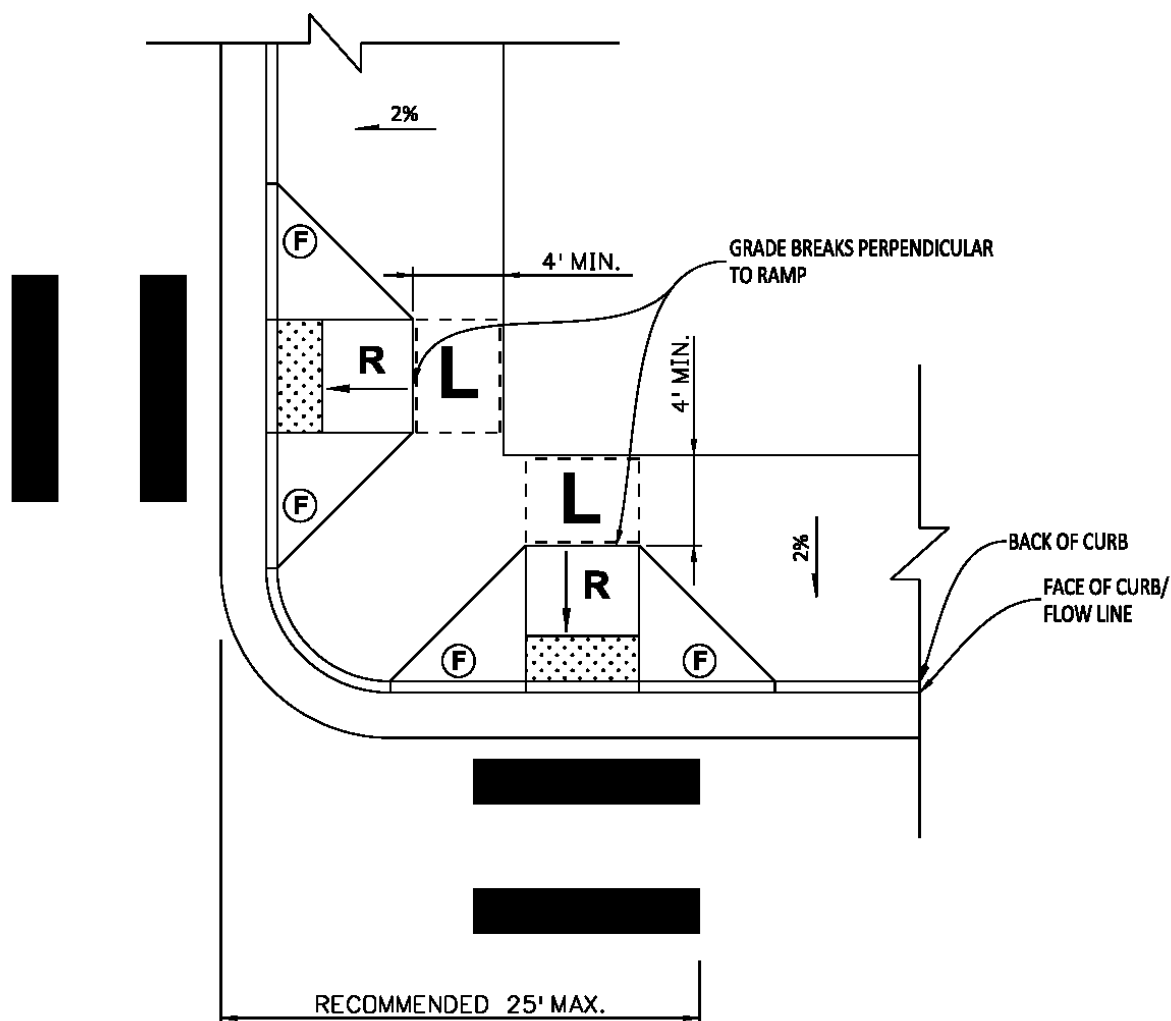 2%
F
4' MIN.
GRADE BREAKS PERPENDICULAR
TO RAMP
R
L
4' MIN.
F
L
2%
BACK OF CURB
R
FACE OF CURB/
FLOW LINE
F
F
RECOMMENDED 25' MAX.